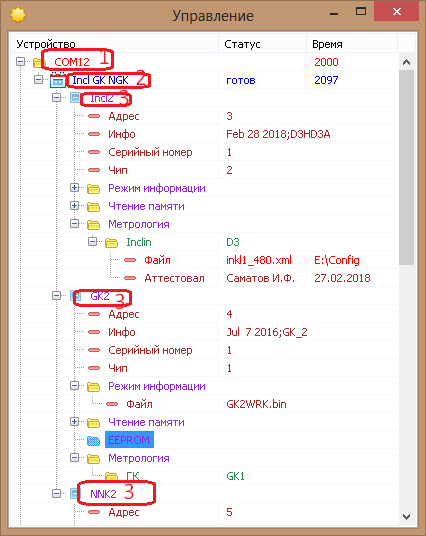 Управление
Устройство Статус Время
COM12 1 2000
Incl GK NGK 2 готов 2097
Incl2 3
Адрес 3
Инфо Feb 28 2018;D3HD3A
Серийный номер 1
Чип 2
Режим информации
Чтение памяти
Метрология
Inclin D3
Файл inkl1_480.xml E:\Config
Аттестовал Саматов И.Ф. 27.02.2018
GK2 3
Адрес 4
Инфо Jul 7 2016;GK_2
Серийный номер 1
Чип 1
Режим информации
Файл GK2WRK.bin
Чтение памяти
EEPROM
Метрология
ГК GK1
NNK2 3
Адрес 5